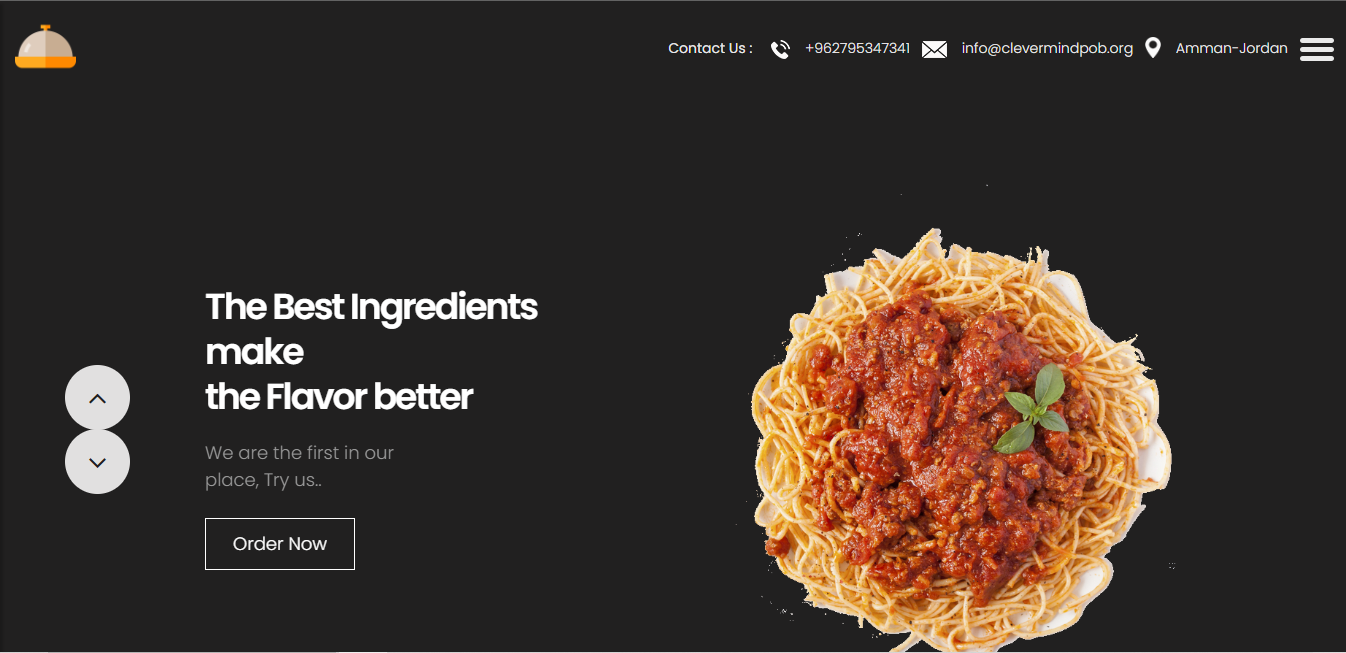 Contact Us : +962795347341 info@clevermindpob.org Amman-Jordan
The Best Ingredients
make
the Flavor better
We are the first in our
place, Try us..
Order Now